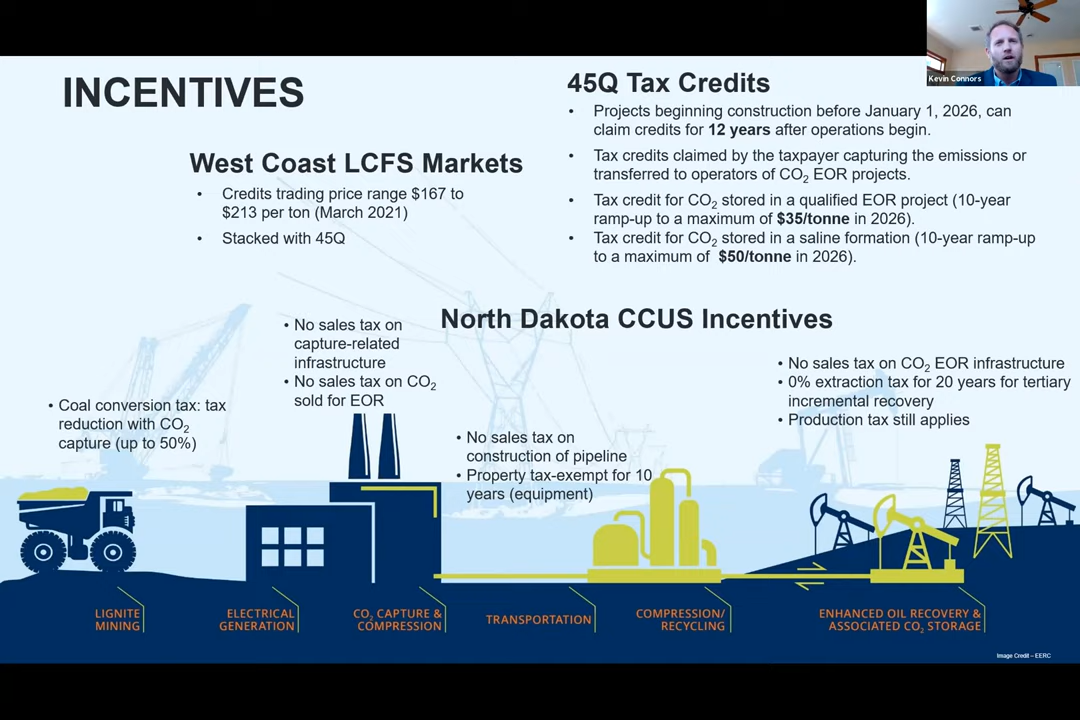 INCENTIVES
West Coast LCFS Markets
• Credits trading price range $167 to
$213 per ton (March 2021)
• Stacked with 45Q
45Q Tax Credits
• Projects beginning construction before January 1, 2026, can
claim credits for 12 years after operations begin.
• Tax credits claimed by the taxpayer capturing the emissions or
transferred to operators of CO2 EOR projects.
• Tax credit for CO2 stored in a qualified EOR project (10-year
ramp-up to a maximum of $35/tonne in 2026).
• Tax credit for CO2 stored in a saline formation (10-year ramp-up
to a maximum of $50/tonne in 2026).
Kevin Connors
North Dakota CCUS Incentives
• Coal conversion tax: tax
reduction with CO2
capture (up to 50%)
• No sales tax on
capture-related
infrastructure
• No sales tax on CO2
sold for EOR
• No sales tax on
construction of pipeline
• Property tax-exempt for 10
years (equipment)
• No sales tax on CO2 EOR infrastructure
• 0% extraction tax for 20 years for tertiary
incremental recovery
• Production tax still applies
LIGNITE
MINING
ELECTRICAL
GENERATION
CO2 CAPTURE &
COMPRESSION
TRANSPORTATION
COMPRESSION/
RECYCLING
ENHANCED OIL RECOVERY &
ASSOCIATED CO2 STORAGE
Image Credit – EERC